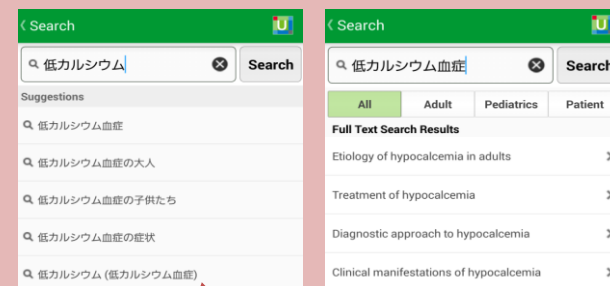 Search
低カルシウム
Search
Suggestions
低カルシウム血症
低カルシウム血症の大人
低カルシウム血症の子供たち
低カルシウム血症の症状
低カルシウム (低カルシウム血症)
Search
低カルシウム血症
Search
All Adult Pediatrics Patient
Full Text Search Results
Etiology of hypocalcemia in adults
Treatment of hypocalcemia
Diagnostic approach to hypocalcemia
Clinical manifestations of hypocalcemia